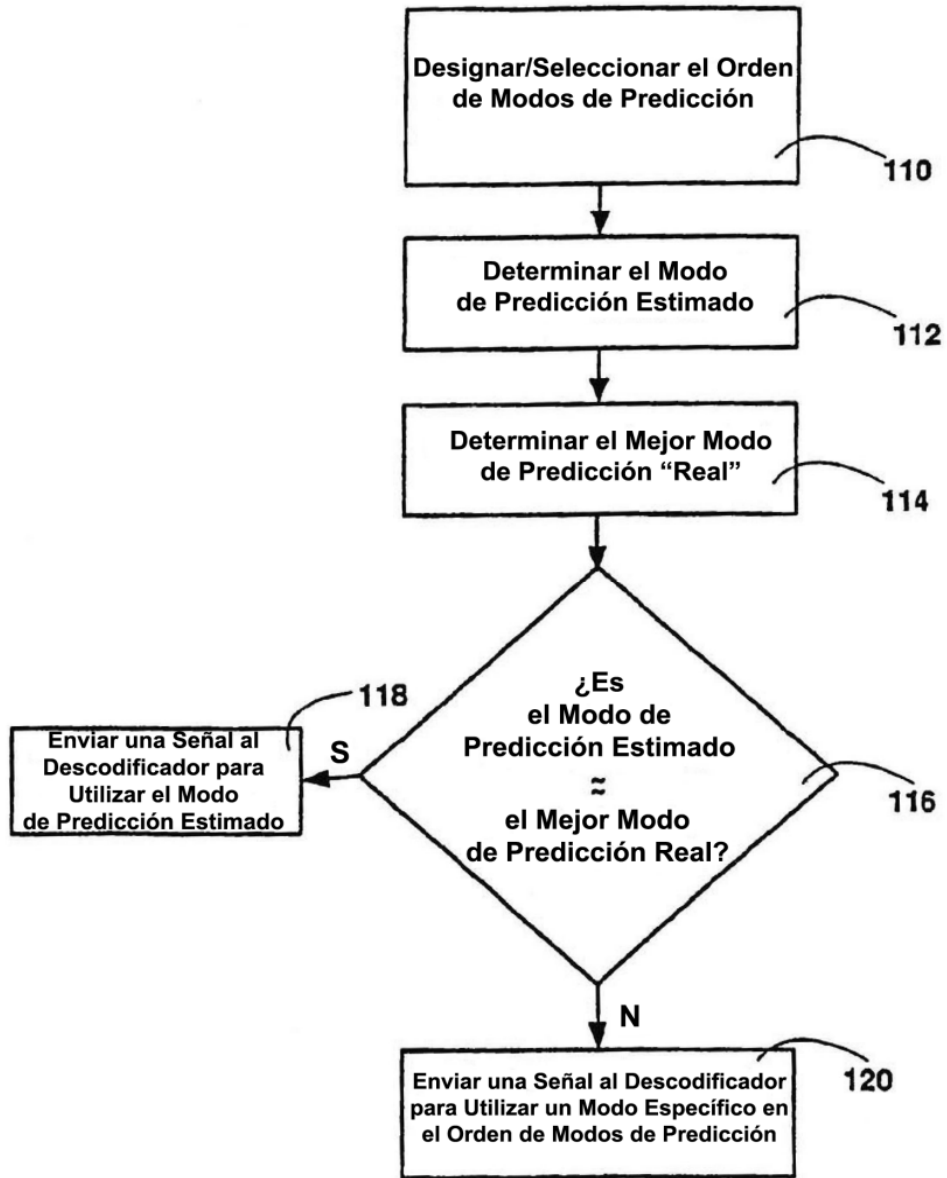 Designar/Seleccionar el Orden
de Modos de Predicción
110
Determinar el Modo
de Predicción Estimado
112
Determinar el Mejor Modo
de Predicción “Real”
114
¿Es
el Modo de
Predicción Estimado
≈
el Mejor Modo
de Predicción Real?
116
S
118
Enviar una Señal al
Descodificador para
Utilizar el Modo
de Predicción Estimado
N
120
Enviar una Señal al Descodificador
para Utilizar un Modo Específico en
el Orden de Modos de Predicción